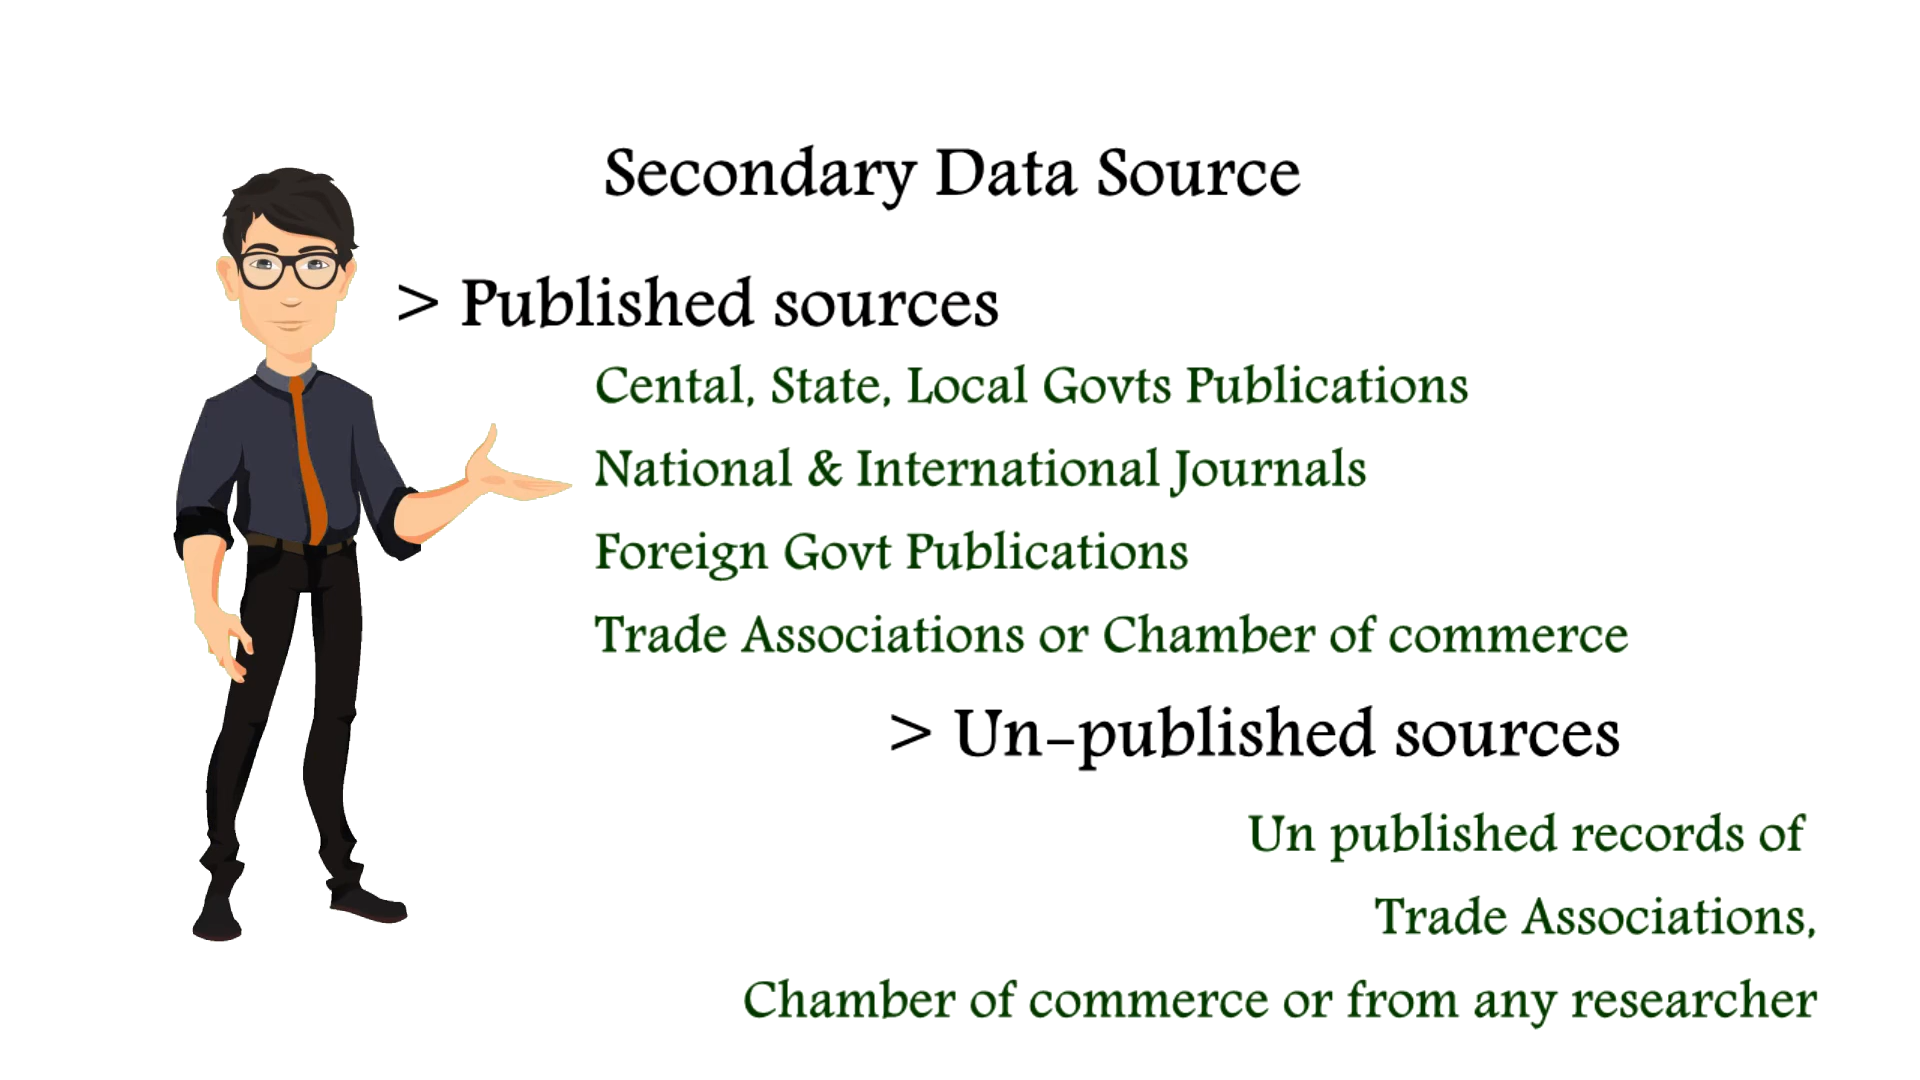 Secondary Data Source
> Published sources
Cental, State, Local Govts Publications
National & International Journals
Foreign Govt Publications
Trade Associations or Chamber of commerce
> Un-published sources
Un published records of
Trade Associations,
Chamber of commerce or from any researcher